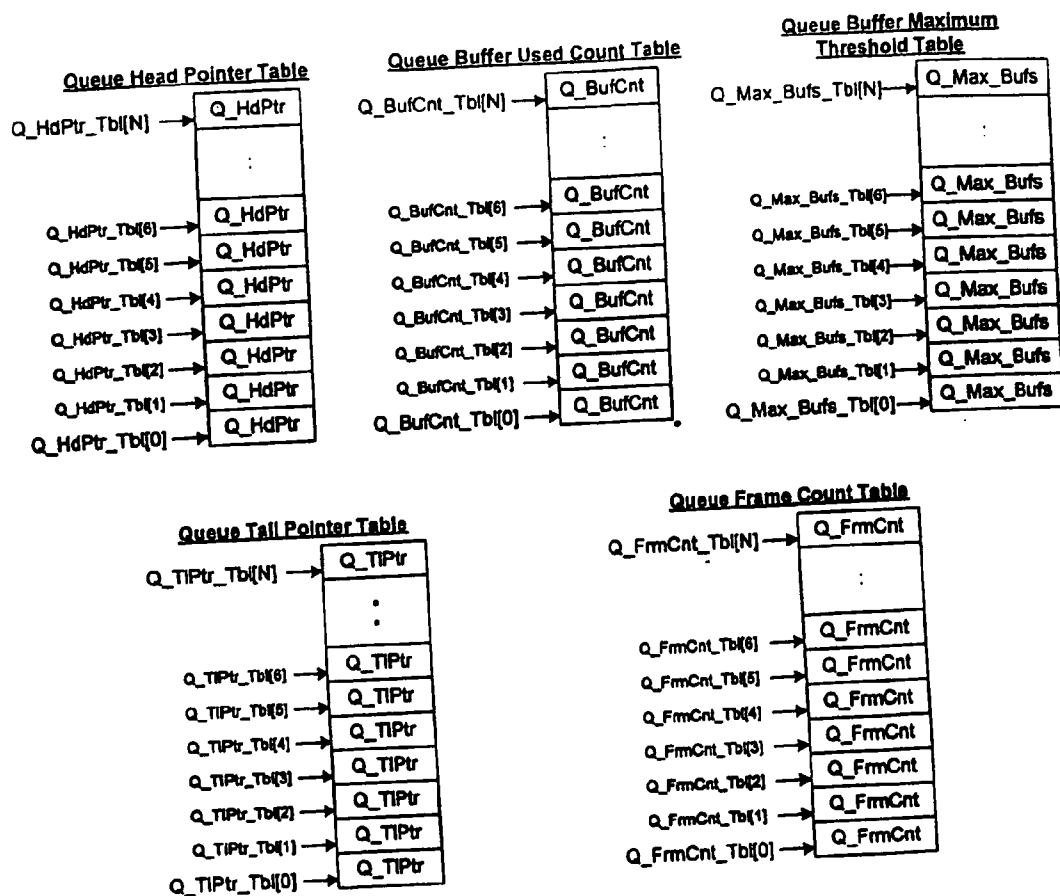 Queue Head Pointer Table
Q_HdPtr_Tbl[N]
Q_HdPtr
:
Q_HdPtr_Tbl[6]
Q_HdPtr
Q_HdPtr_Tbl[5]
Q_HdPtr
Q_HdPtr_Tbl[4]
Q_HdPtr
Q_HdPtr_Tbl[3]
Q_HdPtr
Q_HdPtr_Tbl[2]
Q_HdPtr
Q_HdPtr_Tbl[1]
Q_HdPtr
Q_HdPtr_Tbl[0]
Q_HdPtr
Queue Buffer Used Count Table
Q_BufCnt_Tbl[N]
Q_BufCnt
:
Q_BufCnt_Tbl[6]
Q_BufCnt
Q_BufCnt_Tbl[5]
Q_BufCnt
Q_BufCnt_Tbl[4]
Q_BufCnt
Q_BufCnt_Tbl[3]
Q_BufCnt
Q_BufCnt_Tbl[2]
Q_BufCnt
Q_BufCnt_Tbl[1]
Q_BufCnt
Q_BufCnt_Tbl[0]
Q_BufCnt
Queue Buffer Maximum
Threshold Table
Q_Max_Bufs_Tbl[N]
Q_Max_Bufs
:
Q_Max_Bufs_Tbl[6]
Q_Max_Bufs
Q_Max_Bufs_Tbl[5]
Q_Max_Bufs
Q_Max_Bufs_Tbl[4]
Q_Max_Bufs
Q_Max_Bufs_Tbl[3]
Q_Max_Bufs
Q_Max_Bufs_Tbl[2]
Q_Max_Bufs
Q_Max_Bufs_Tbl[1]
Q_Max_Bufs
Q_Max_Bufs_Tbl[0]
Q_Max_Bufs
Queue Tail Pointer Table
Q_TlPtr_Tbl[N]
Q_TlPtr
:
Q_TlPtr_Tbl[6]
Q_TlPtr
Q_TlPtr_Tbl[5]
Q_TlPtr
Q_TlPtr_Tbl[4]
Q_TlPtr
Q_TlPtr_Tbl[3]
Q_TlPtr
Q_TlPtr_Tbl[2]
Q_TlPtr
Q_TlPtr_Tbl[1]
Q_TlPtr
Q_TlPtr_Tbl[0]
Q_TlPtr
Queue Frame Count Table
Q_FrmCnt_Tbl[N]
Q_FrmCnt
:
Q_FrmCnt_Tbl[6]
Q_FrmCnt
Q_FrmCnt_Tbl[5]
Q_FrmCnt
Q_FrmCnt_Tbl[4]
Q_FrmCnt
Q_FrmCnt_Tbl[3]
Q_FrmCnt
Q_FrmCnt_Tbl[2]
Q_FrmCnt
Q_FrmCnt_Tbl[1]
Q_FrmCnt
Q_FrmCnt_Tbl[0]
Q_FrmCnt